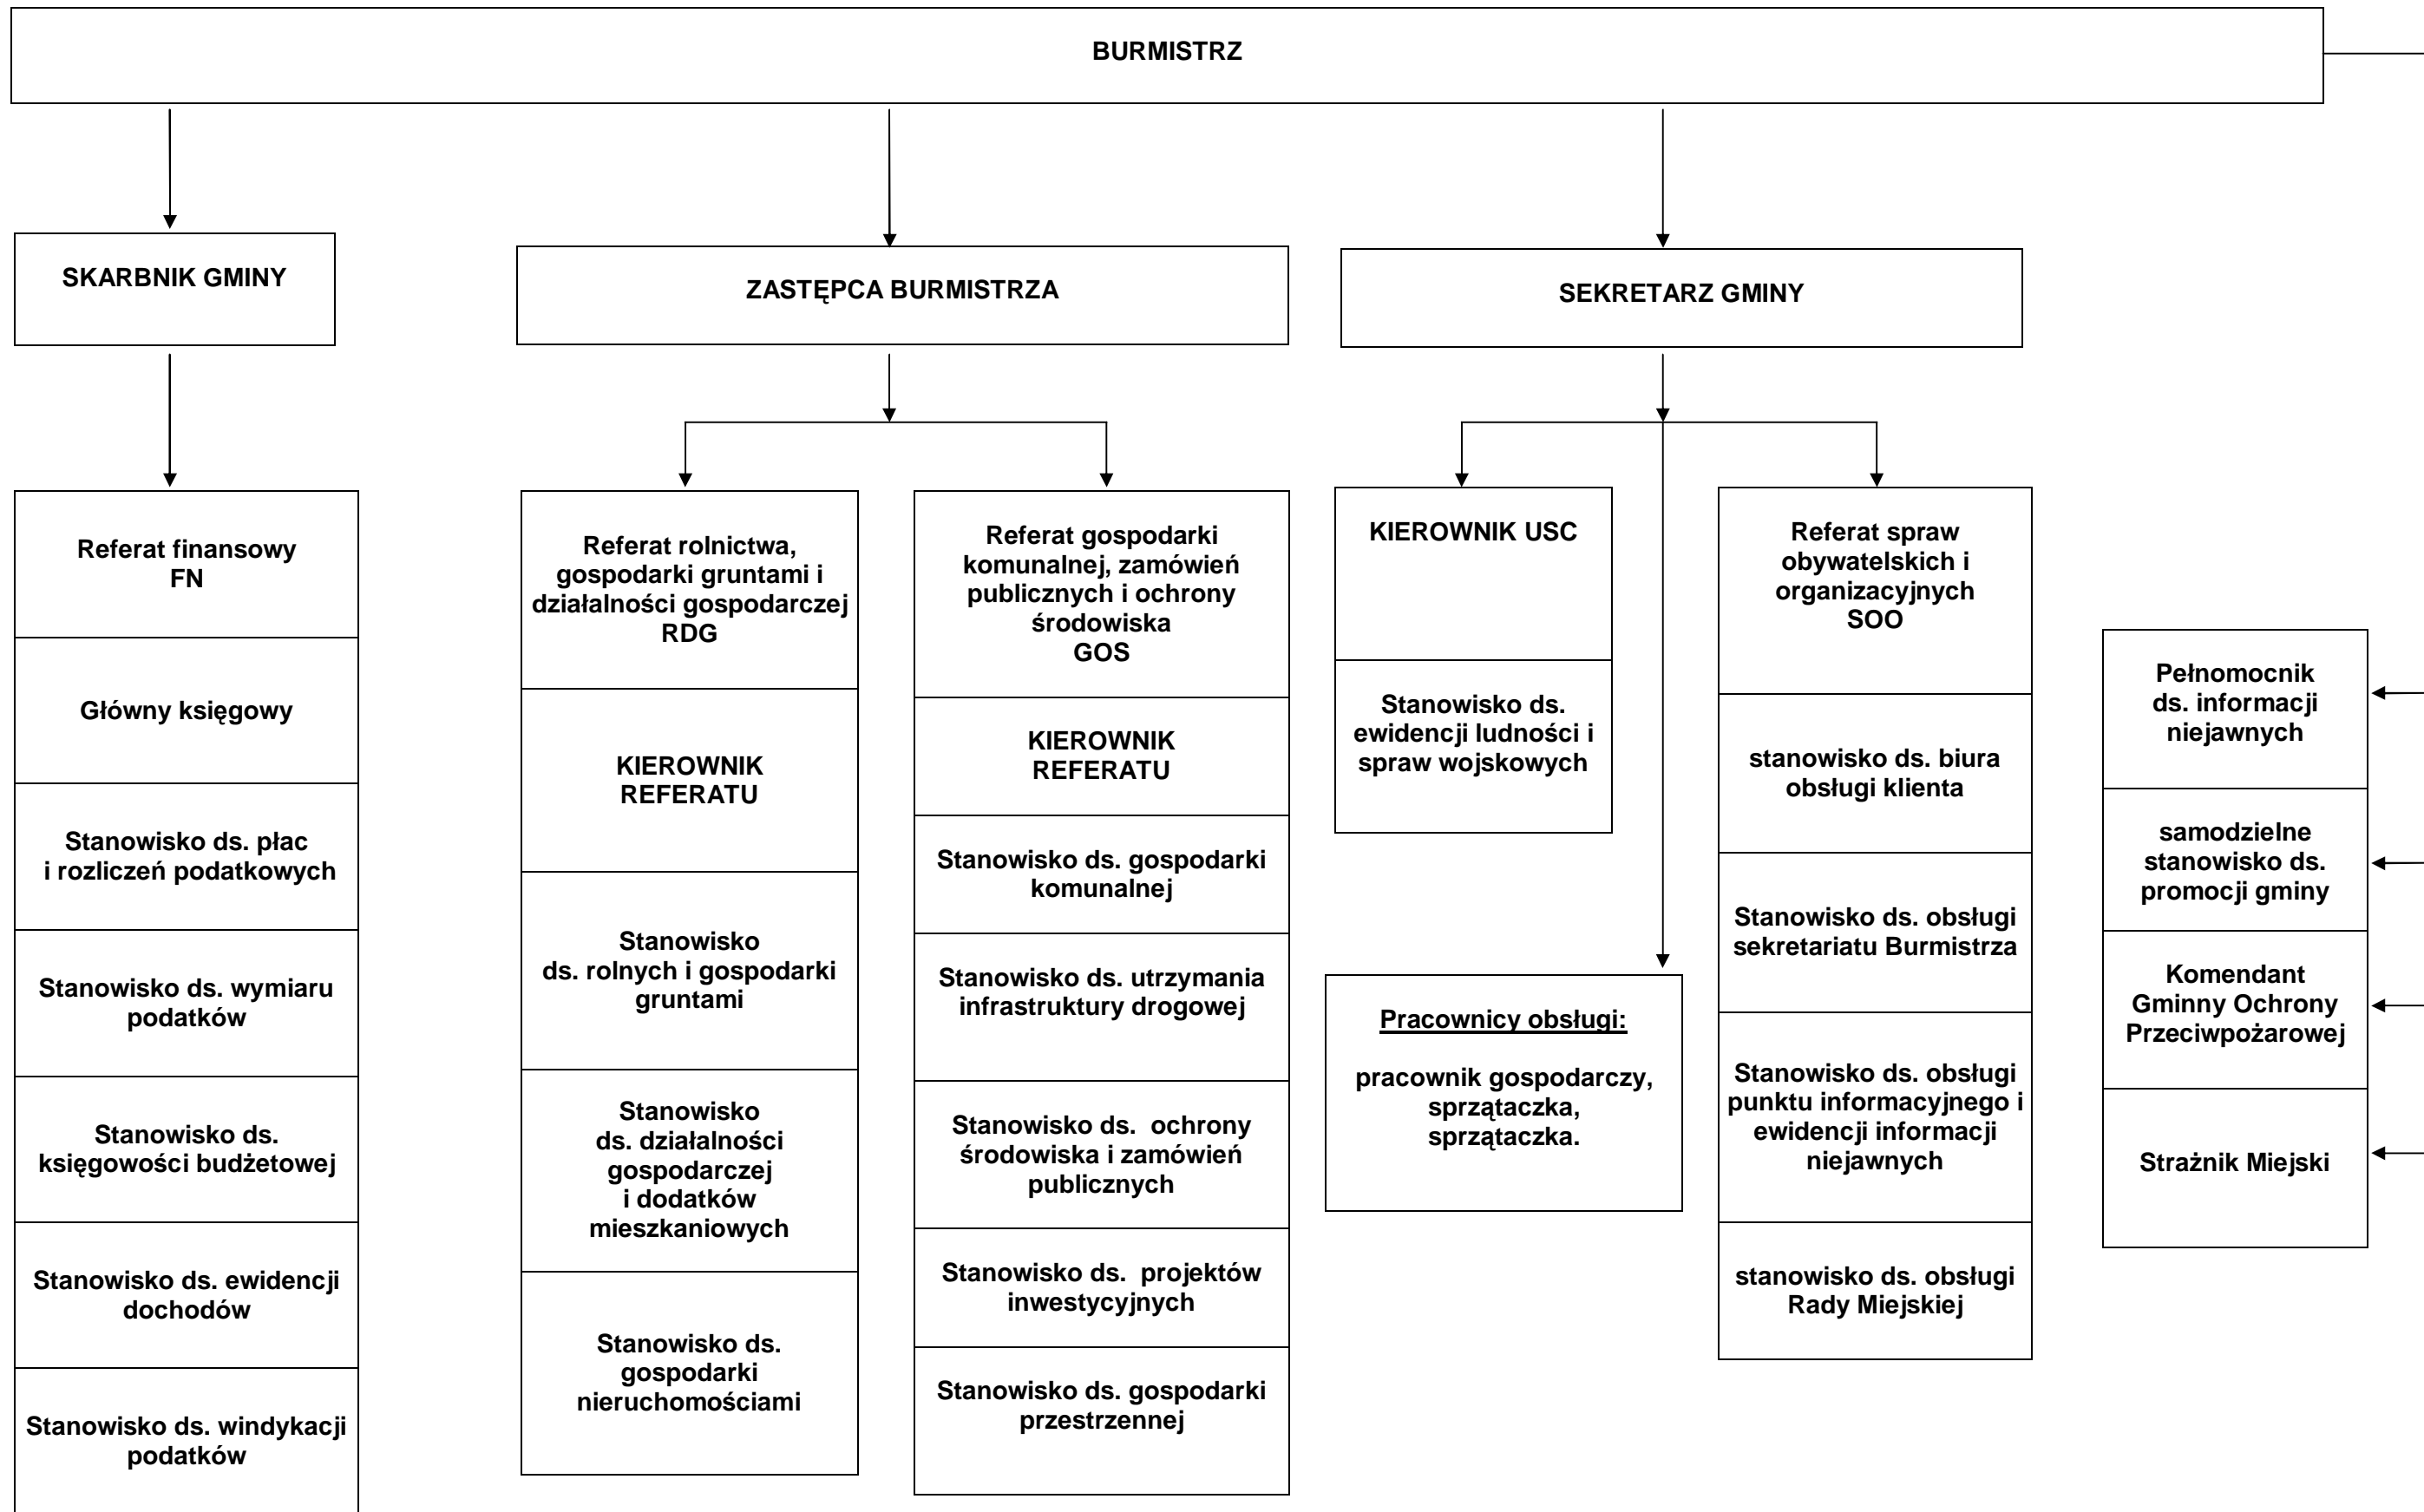 BURMISTRZ
SKARBNIK GMINY
ZASTĘPCA BURMISTRZA
SEKRETARZ GMINY
Referat finansowy
FN
Główny księgowy
Stanowisko ds. płac
i rozliczeń podatkowych
Stanowisko ds. wymiaru
podatków
Stanowisko ds.
księgowości budżetowej
Stanowisko ds. ewidencji
dochodów
Stanowisko ds. windykacji
podatków
Referat rolnictwa,
gospodarki gruntami i
działalności gospodarczej
RDG
KIEROWNIK
REFERATU
Stanowisko
ds. rolnych i gospodarki
gruntami
Stanowisko
ds. działalności
gospodarczej
i dodatków
mieszkaniowych
Stanowisko ds.
gospodarki
nieruchomościami
Referat gospodarki
komunalnej, zamówień
publicznych i ochrony
środowiska
GOS
KIEROWNIK
REFERATU
Stanowisko ds. gospodarki
komunalnej
Stanowisko ds. utrzymania
infrastruktury drogowej
Stanowisko ds. ochrony
środowiska i zamówień
publicznych
Stanowisko ds. projektów
inwestycyjnych
Stanowisko ds. gospodarki
przestrzennej
KIEROWNIK USC
Stanowisko ds.
ewidencji ludności i
spraw wojskowych
Pracownicy obsługi:
pracownik gospodarczy,
sprzątaczka,
sprzątaczka.
Referat spraw
obywatelskich i
organizacyjnych
SOO
stanowisko ds. biura
obsługi klienta
Stanowisko ds. obsługi
sekretariatu Burmistrza
Stanowisko ds. obsługi
punktu informacyjnego i
ewidencji informacji
niejawnych
stanowisko ds. obsługi
Rady Miejskiej
Pełnomocnik
ds. informacji
niejawnych
samodzielne
stanowisko ds.
promocji gminy
Komendant
Gminny Ochrony
Przeciwpożarowej
Strażnik Miejski